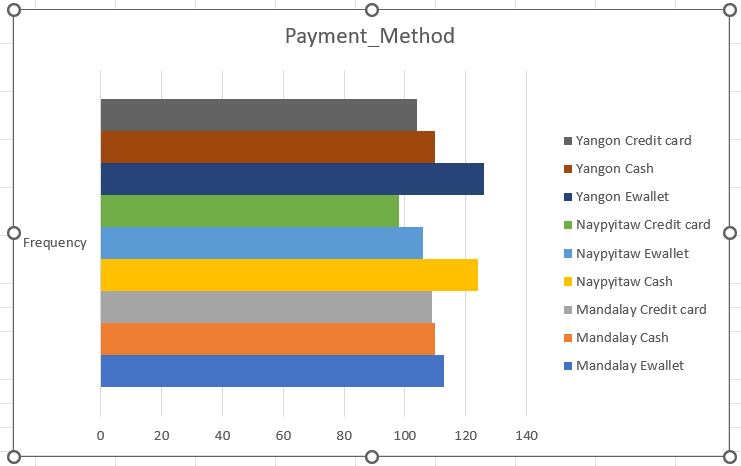 Payment_Method
Frequency
Yangon Credit card
Yangon Cash
Yangon Ewallet
Naypyitaw Credit card
Naypyitaw Ewallet
Naypyitaw Cash
Mandalay Credit card
Mandalay Cash
Mandalay Ewallet
0 20 40 60 80 100 120 140